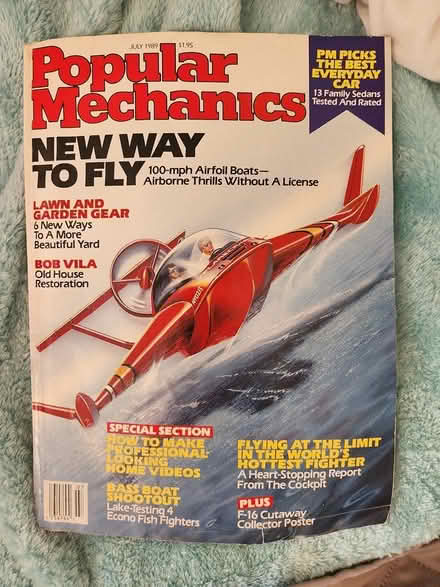 JULY 1989 $1.95
Popular
Mechanics
PM PICKS
THE BEST
EVERYDAY
CAR
13 Family Sedans
Tested And Rated
NEW WAY
TO FLY
100-mph Airfoil Boats—
Airborne Thrills Without A License
LAWN AND
GARDEN GEAR
6 New Ways
To A More
Beautiful Yard
BOB VILA
Old House
Restoration
SPECIAL SECTION
HOW TO MAKE
PROFESSIONAL-
LOOKING
HOME VIDEOS
BASS BOAT
SHOOTOUT
Lake-Testing 4
Econo Fish Fighters
FLYING AT THE LIMIT
IN THE WORLD'S
HOTTEST FIGHTER
A Heart-Stopping Report
From The Cockpit
PLUS
F-16 Cutaway
Collector Poster